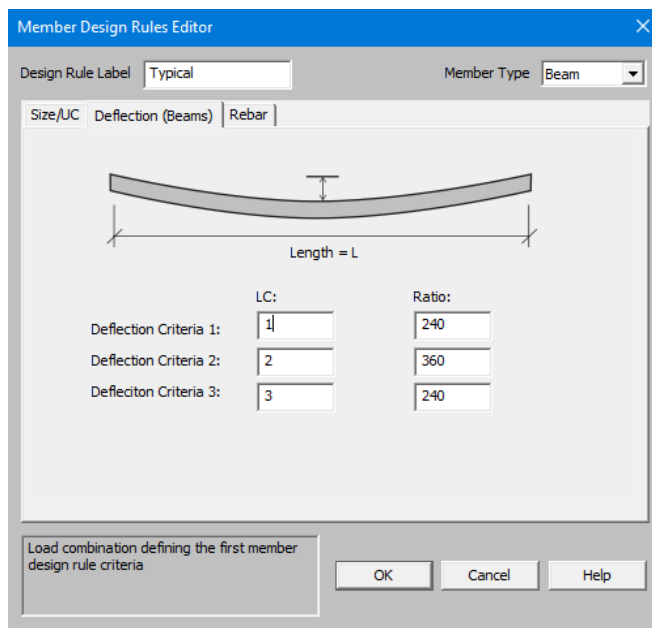 Member Design Rules Editor
Design Rule Label Typical Member Type Beam
Size/UC Deflection (Beams) Rebar
Length = L
LC: Ratio:
Deflection Criteria 1: 1 240
Deflection Criteria 2: 2 360
Defleciton Criteria 3: 3 240
Load combination defining the first member
design rule criteria
OK Cancel Help